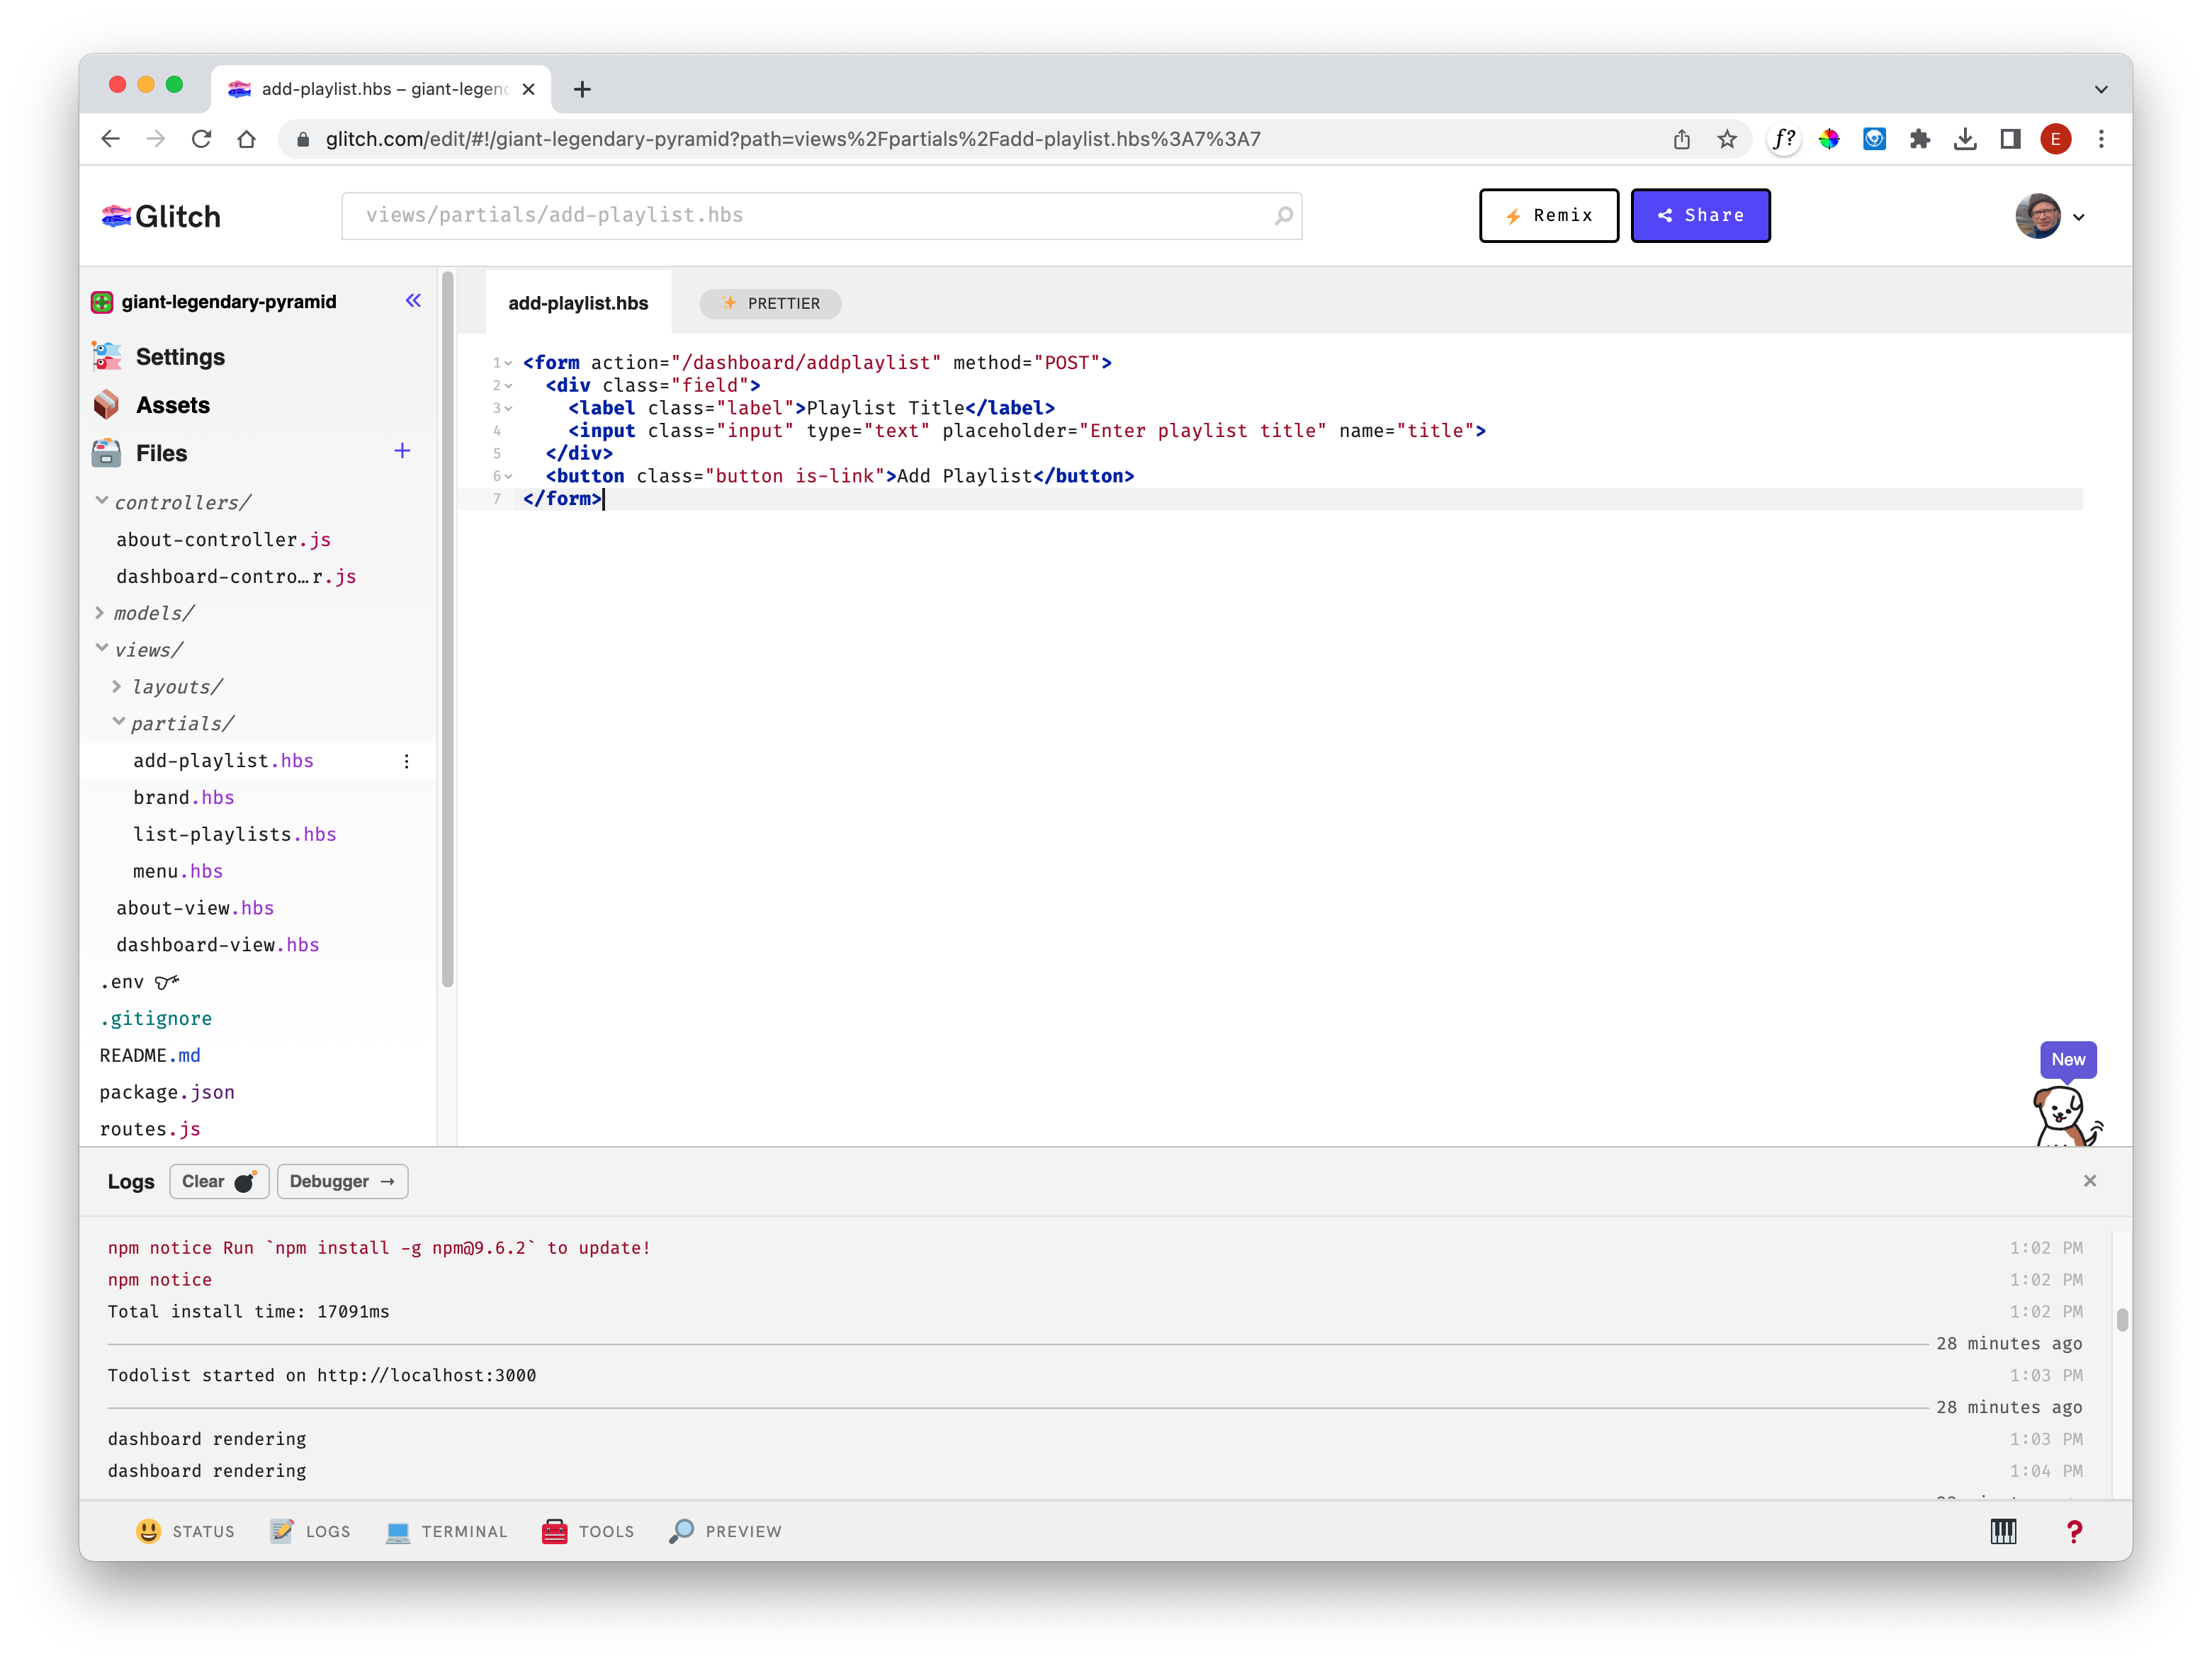 add-playlist.hbs – giant-legend
glitch.com/edit/#!/giant-legendary-pyramid?path=views%2Fpartials%2Fadd-playlist.hbs%3A7%3A7
f?
E
Glitch
views/partials/add-playlist.hbs
Remix
Share
giant-legendary-pyramid
Settings
Assets
Files
controllers/
about-controller.js
dashboard-contro…r.js
models/
views/
layouts/
partials/
add-playlist.hbs
brand.hbs
list-playlists.hbs
menu.hbs
about-view.hbs
dashboard-view.hbs
.env
.gitignore
README.md
package.json
routes.js
add-playlist.hbs
PRETTIER
1 <form action="/dashboard/addplaylist" method="POST">
2 <div class="field">
3 <label class="label">Playlist Title</label>
4 <input class="input" type="text" placeholder="Enter playlist title" name="title">
5 </div>
6 <button class="button is-link">Add Playlist</button>
7 </form>
New
Logs
Clear
Debugger →
npm notice Run `npm install -g npm@9.6.2` to update! 1:02 PM
npm notice 1:02 PM
Total install time: 17091ms 1:02 PM
28 minutes ago
Todolist started on http://localhost:3000 1:03 PM
28 minutes ago
dashboard rendering 1:03 PM
dashboard rendering 1:04 PM
STATUS
LOGS
TERMINAL
TOOLS
PREVIEW
?